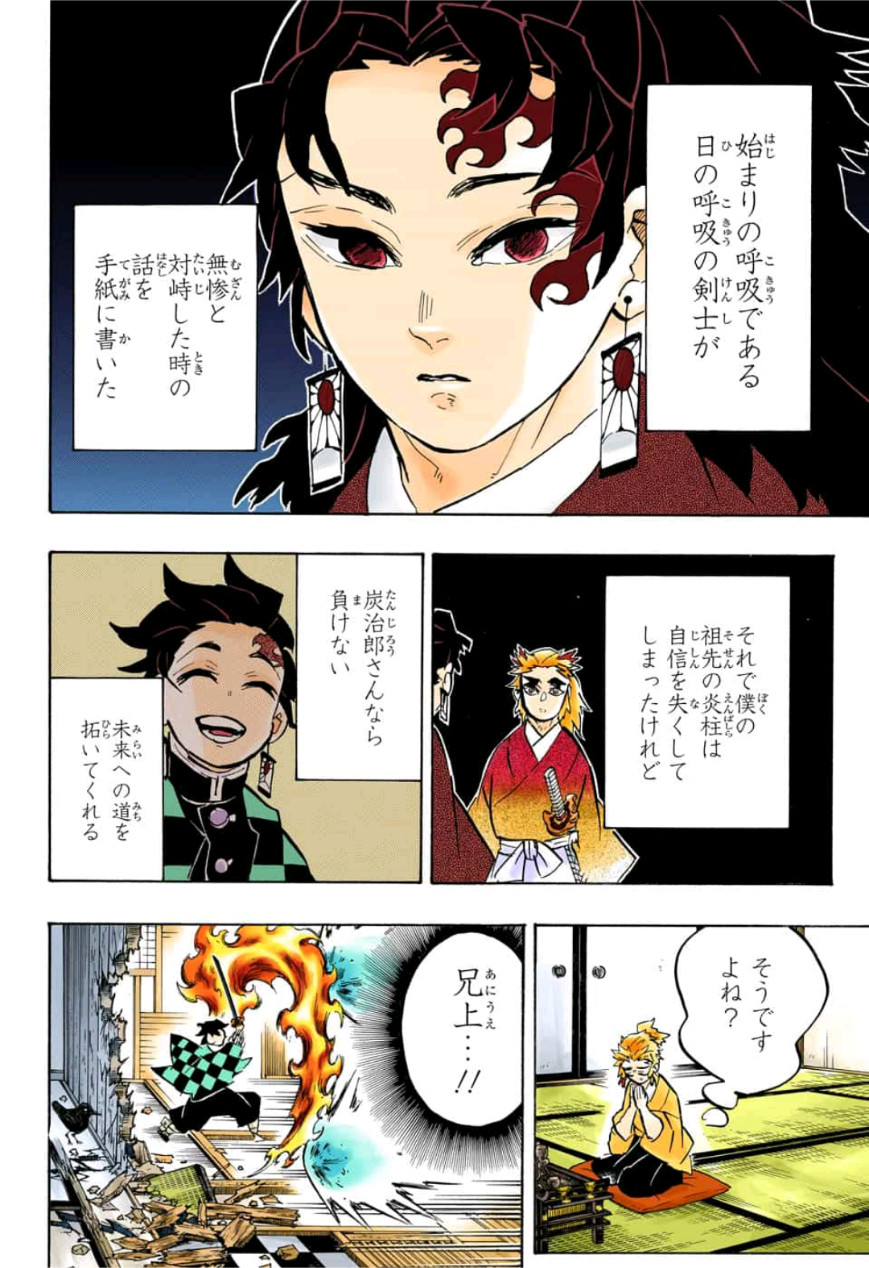 始まりの呼吸である
日の呼吸の剣士が
無惨と
対峙した時の
話を
手紙に書いた
それで僕の
祖先の炎柱は
自信を失くして
しまったけれど
炭治郎さんなら
負けない
未来への道を
拓いてくれる
そうです
よね?
兄上…!!